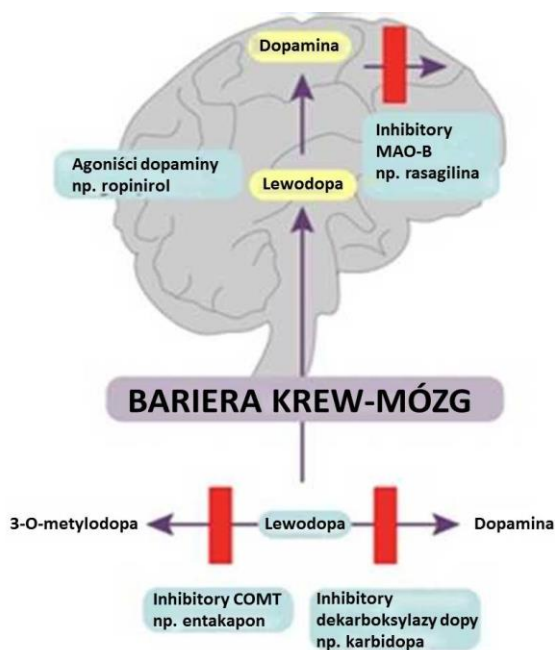 Dopamina
Inhibitory
MAO-B
np. rasagilina
Agoniści dopaminy
np. ropinirol
Lewodopa
BARIERA KREW-MÓZG
3-O-metylodopa
Lewodopa
Dopamina
Inhibitory COMT
np. entakapon
Inhibitory
dekarboksylazy dopy
np. karbidopa